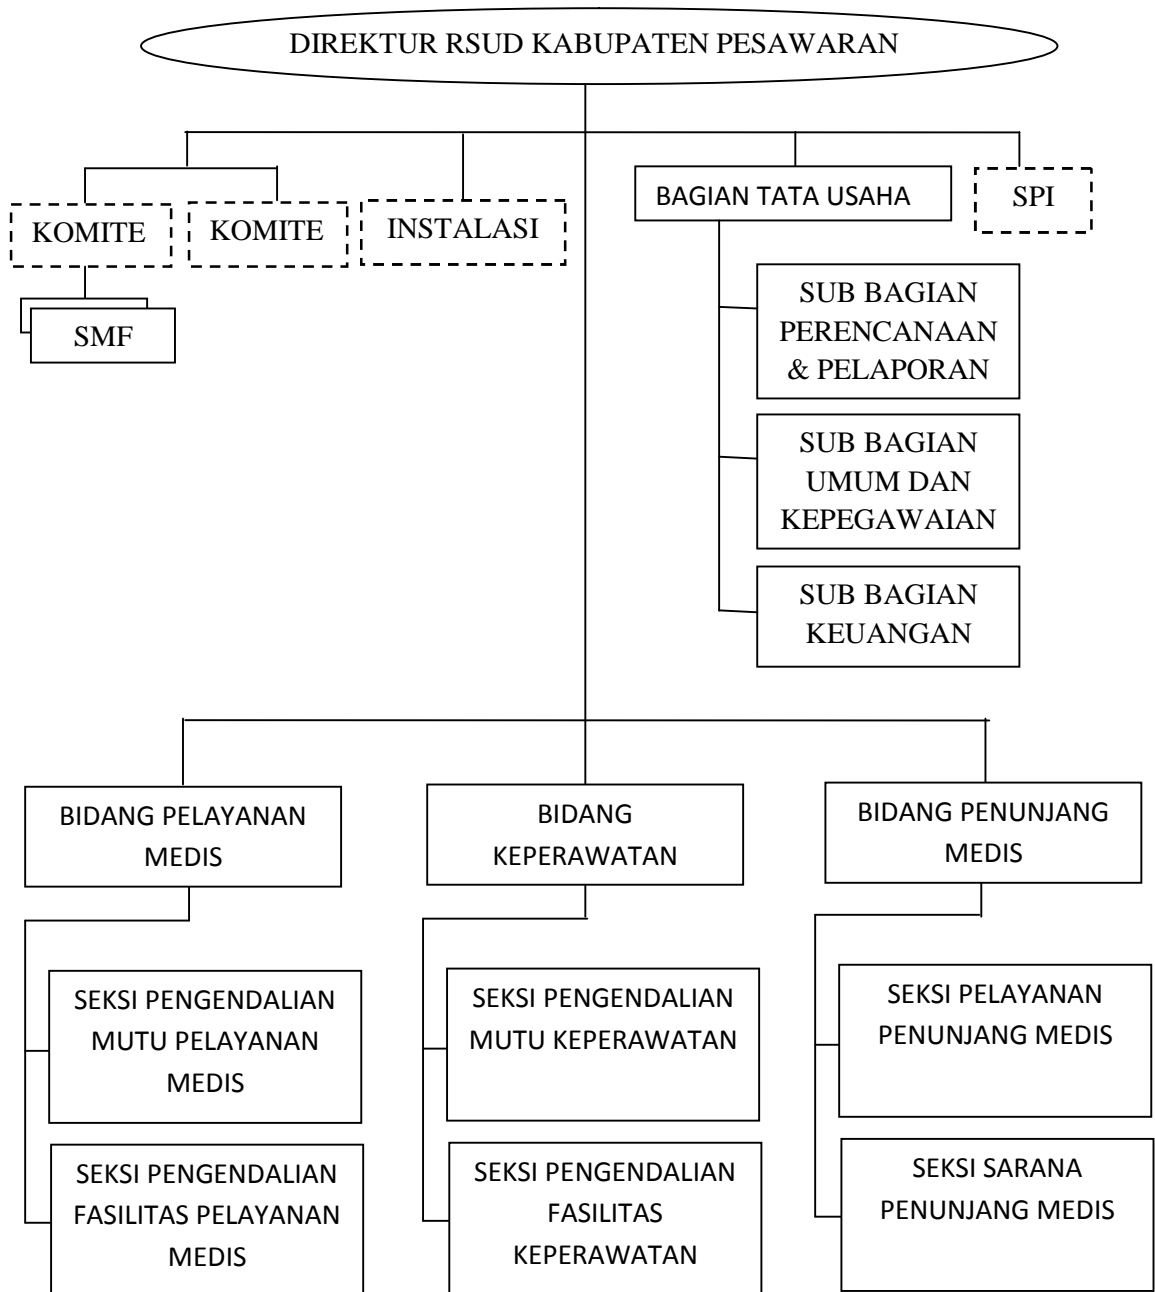 DIREKTUR RSUD KABUPATEN PESAWARAN
KOMITE
KOMITE
INSTALASI
BAGIAN TATA USAHA
SPI
SMF
SUB BAGIAN
PERENCANAAN
& PELAPORAN
SUB BAGIAN
UMUM DAN
KEPEGAWAIAN
SUB BAGIAN
KEUANGAN
BIDANG PELAYANAN
MEDIS
BIDANG
KEPERAWATAN
BIDANG PENUNJANG
MEDIS
SEKSI PENGENDALIAN
MUTU PELAYANAN
MEDIS
SEKSI PENGENDALIAN
MUTU KEPERAWATAN
SEKSI PELAYANAN
PENUNJANG MEDIS
SEKSI PENGENDALIAN
FASILITAS PELAYANAN
MEDIS
SEKSI PENGENDALIAN
FASILITAS
KEPERAWATAN
SEKSI SARANA
PENUNJANG MEDIS